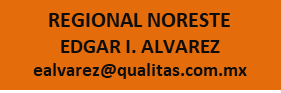 REGIONAL NORESTE
EDGAR I. ALVAREZ
ealvarez@qualitas.com.mx